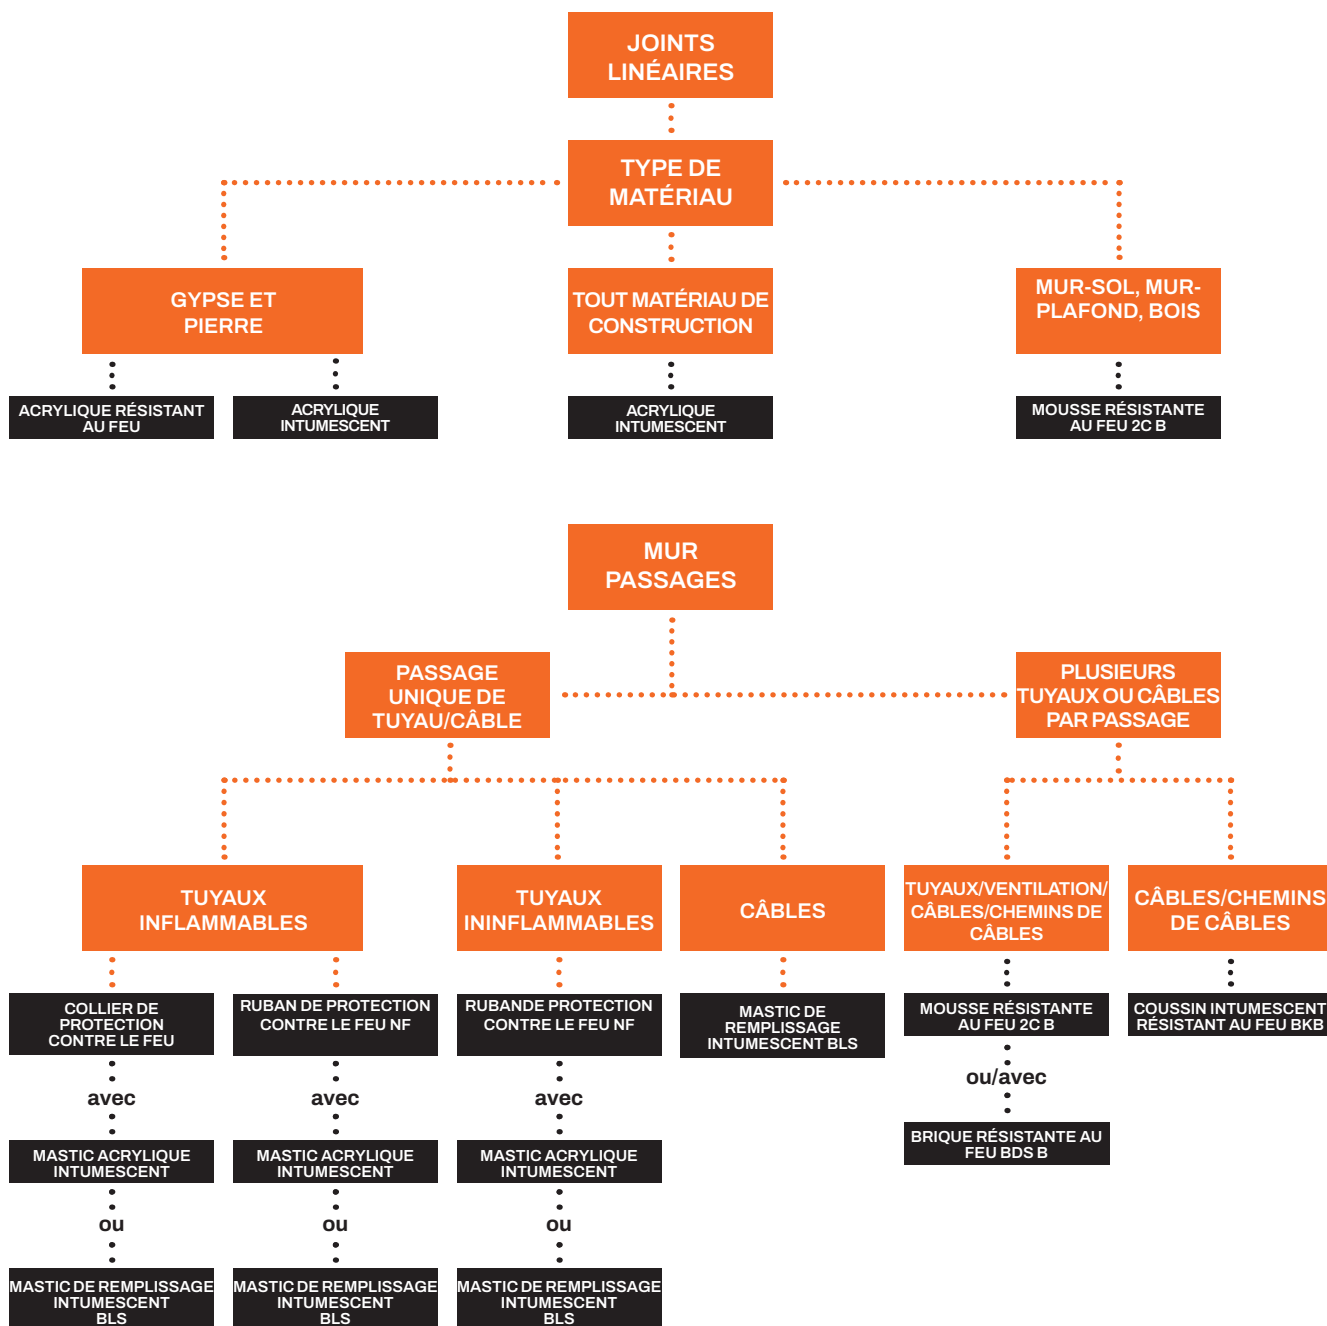 JOINTS
LINÉAIRES
TYPE DE
MATÉRIAU
GYPSE ET
PIERRE
TOUT MATÉRIAU DE
CONSTRUCTION
MUR-SOL, MUR-
PLAFOND, BOIS
ACRYLIQUE RÉSISTANT
AU FEU
ACRYLIQUE
INTUMESCENT
ACRYLIQUE
INTUMESCENT
MOUSSE RÉSISTANTE
AU FEU 2C B
MUR
PASSAGES
PASSAGE
UNIQUE DE
TUYAU/CÂBLE
PLUSIEURS
TUYAUX OU CÂBLES
PAR PASSAGE
TUYAUX
INFLAMMABLES
TUYAUX
ININFLAMMABLES
CÂBLES
TUYAUX/VENTILATION/
CÂBLES/CHEMINS DE
CÂBLES
CÂBLES/CHEMINS
DE CÂBLES
COLLIER DE
PROTECTION
CONTRE LE FEU
RUBAN DE PROTECTION
CONTRE LE FEU NF
RUBANDE PROTECTION
CONTRE LE FEU NF
MASTIC DE
REMPLISSAGE
INTUMESCENT BLS
MOUSSE RÉSISTANTE
AU FEU 2C B
COUSSIN INTUMESCENT
RÉSISTANT AU FEU BKB
avec
avec
avec
ou/avec
MASTIC ACRYLIQUE
INTUMESCENT
MASTIC ACRYLIQUE
INTUMESCENT
MASTIC ACRYLIQUE
INTUMESCENT
BRIQUE RÉSISTANTE AU
FEU BDS B
ou
ou
ou
MASTIC DE REMPLISSAGE
INTUMESCENT
BLS
MASTIC DE REMPLISSAGE
INTUMESCENT
BLS
MASTIC DE REMPLISSAGE
INTUMESCENT
BLS